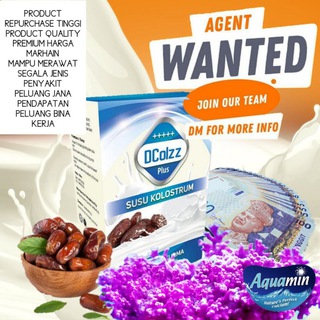 PRODUCT
REPURCHASE TINGGI
PRODUCT QUALITY
PREMIUM HARGA
MARHAIN
MAMPU MERAWAT
SEGALA JENIS
PENYAKIT
PELUANG JANA
PENDAPATAN
PELUANG BINA
KERJA
AGENT
WANTED
JOIN OUR TEAM
DM FOR MORE INFO
+++++
DColzz
Plus
SUSU KOLOSTRUM
Aquamin